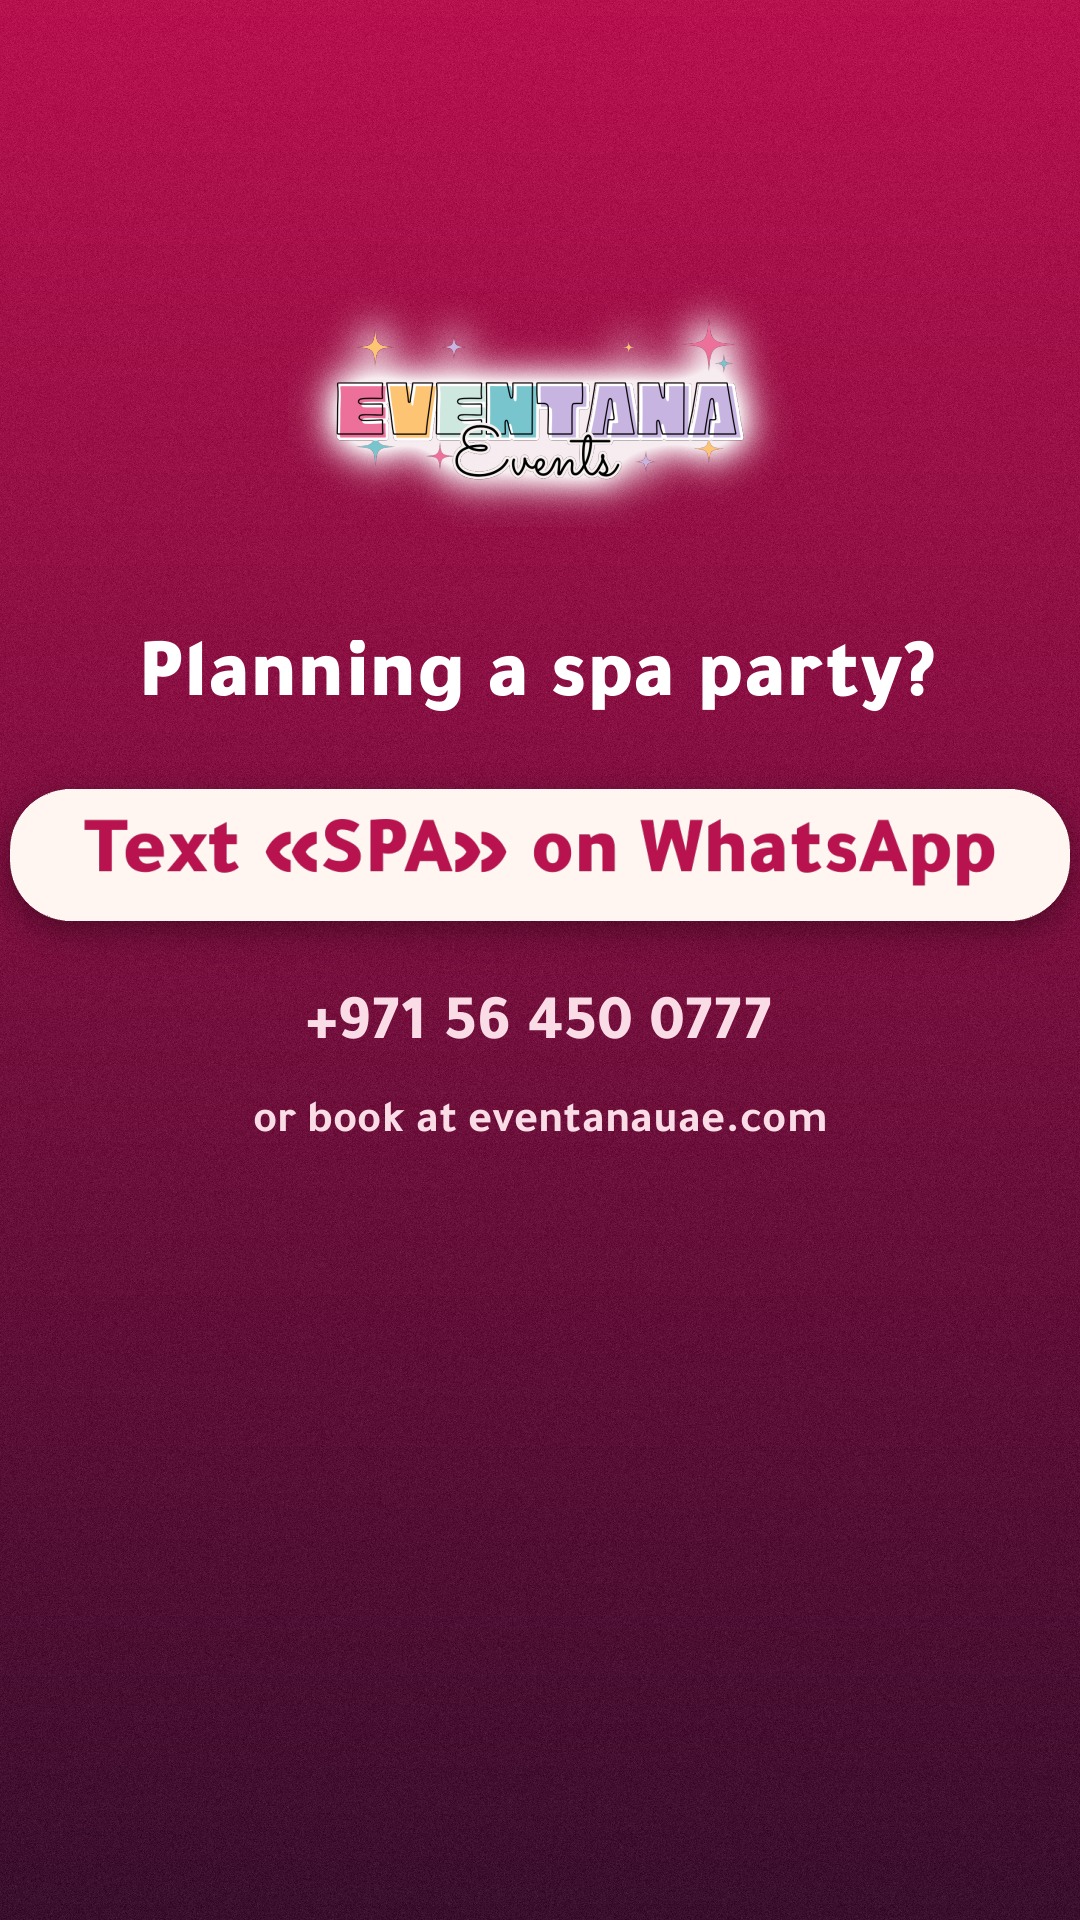 EVENTANA
Events
Planning a spa party?
Text «SPA» on WhatsApp
+971 56 450 0777
or book at eventanauae.com